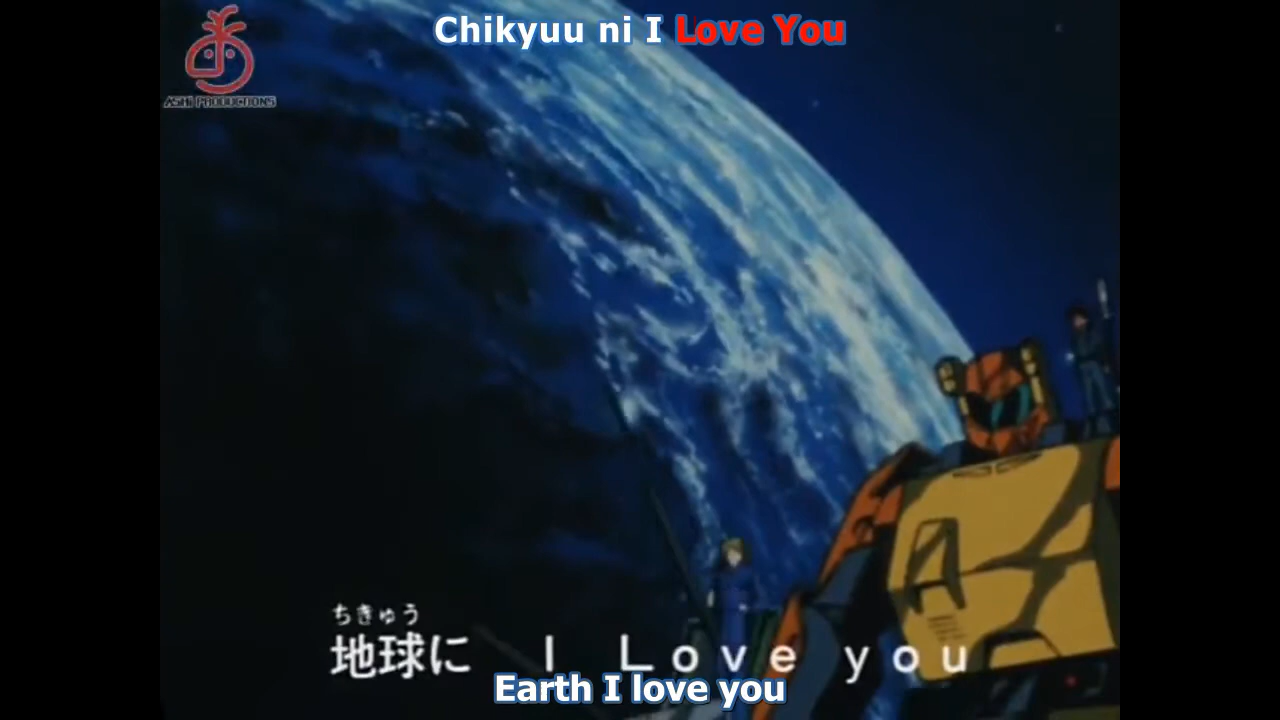 Chikyuu ni I Love You
ASHI PRODUCTIONS
ちきゅう
地球に I Love you
Earth I love you